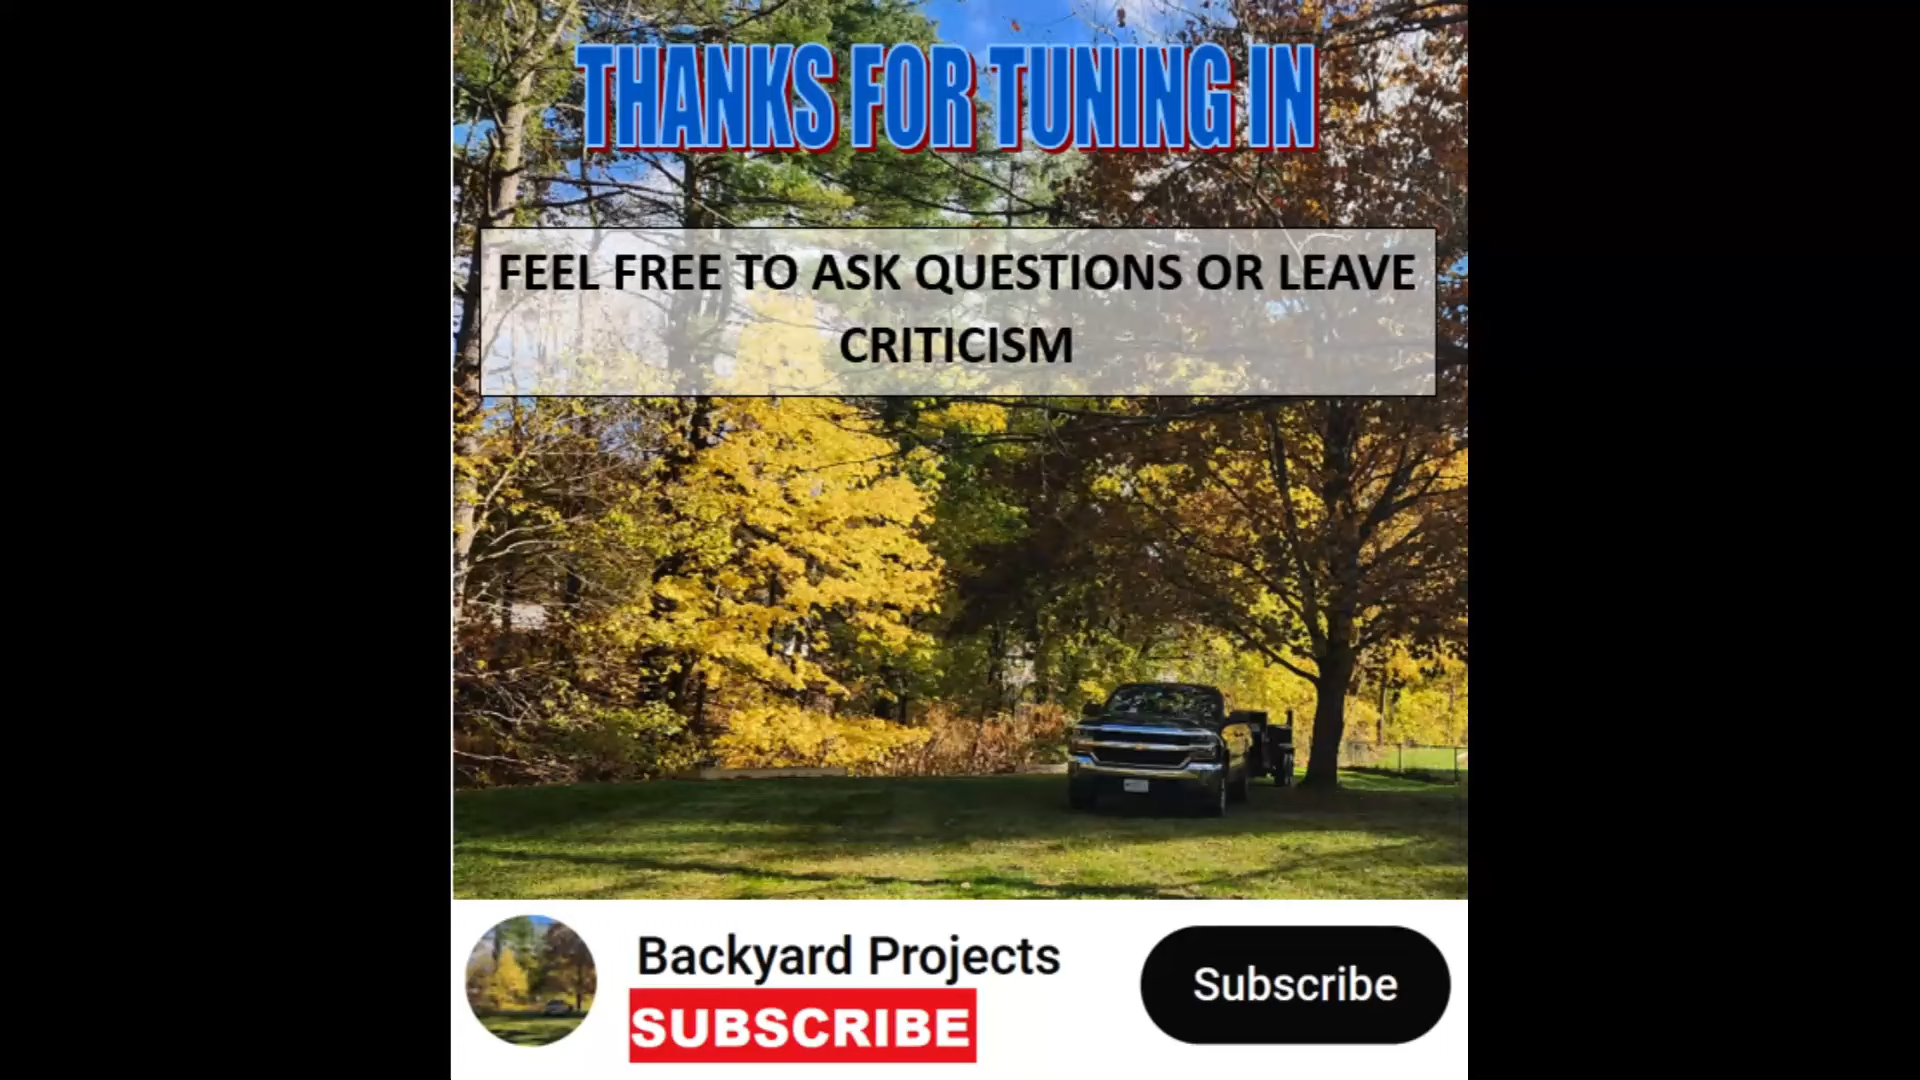 THANKS FOR TUNING IN
FEEL FREE TO ASK QUESTIONS OR LEAVE
CRITICISM
Backyard Projects
SUBSCRIBE
Subscribe